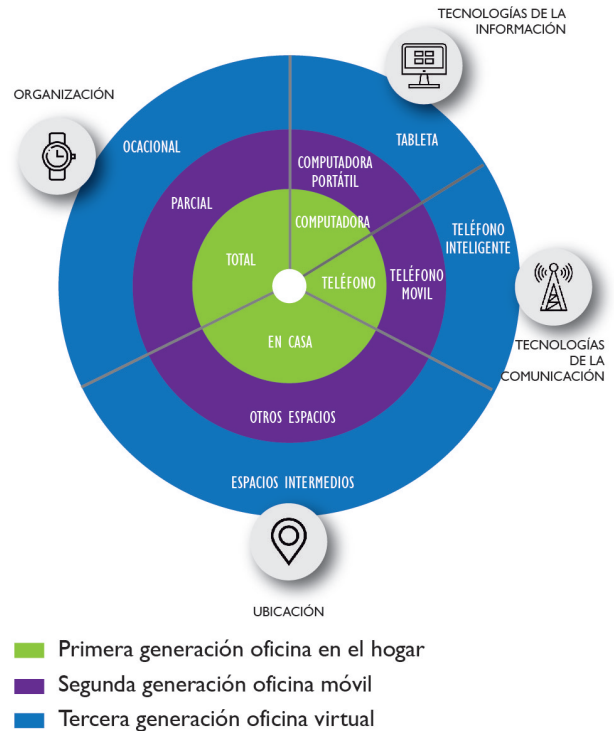 TECNOLOGÍAS DE LA
INFORMACIÓN
ORGANIZACIÓN
OCACIONAL
TABLETA
COMPUTADORA
PORTÁTIL
PARCIAL
COMPUTADORA
TELÉFONO
INTELIGENTE
TOTAL
TELÉFONO
TELÉFONO
MOVIL
EN CASA
TECNOLOGÍAS
DE LA
COMUNICACIÓN
OTROS ESPACIOS
ESPACIOS INTERMEDIOS
UBICACIÓN
Primera generación oficina en el hogar
Segunda generación oficina móvil
Tercera generación oficina virtual